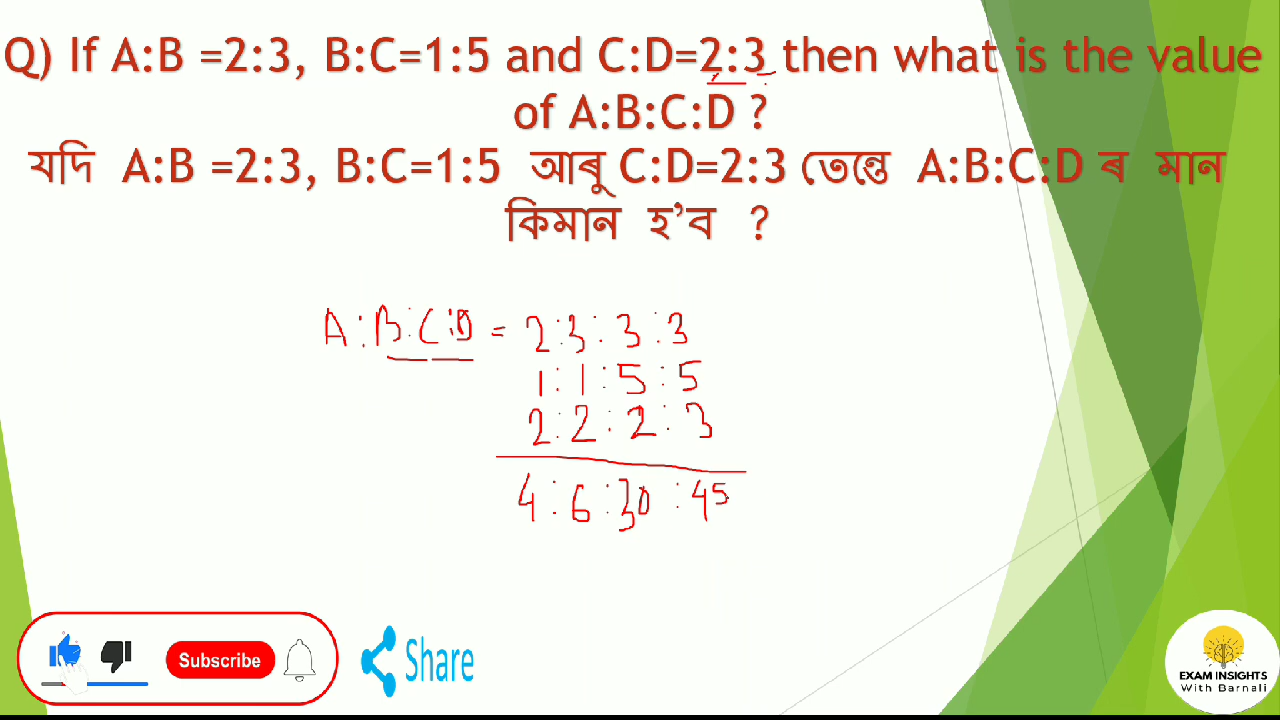 Q) If A:B =2:3, B:C=1:5 and C:D=2:3 then what is the value
of A:B:C:D ?
যদি A:B =2:3, B:C=1:5 আৰু C:D=2:3 তেন্তে A:B:C:D ৰ মান
কিমান হ’ব ?
A:B:C:D = 2:3:3:3
1:1:5:5
2:2:2:3
4:6:30:45
Subscribe
Share
EXAM INSIGHTS
With Barnali